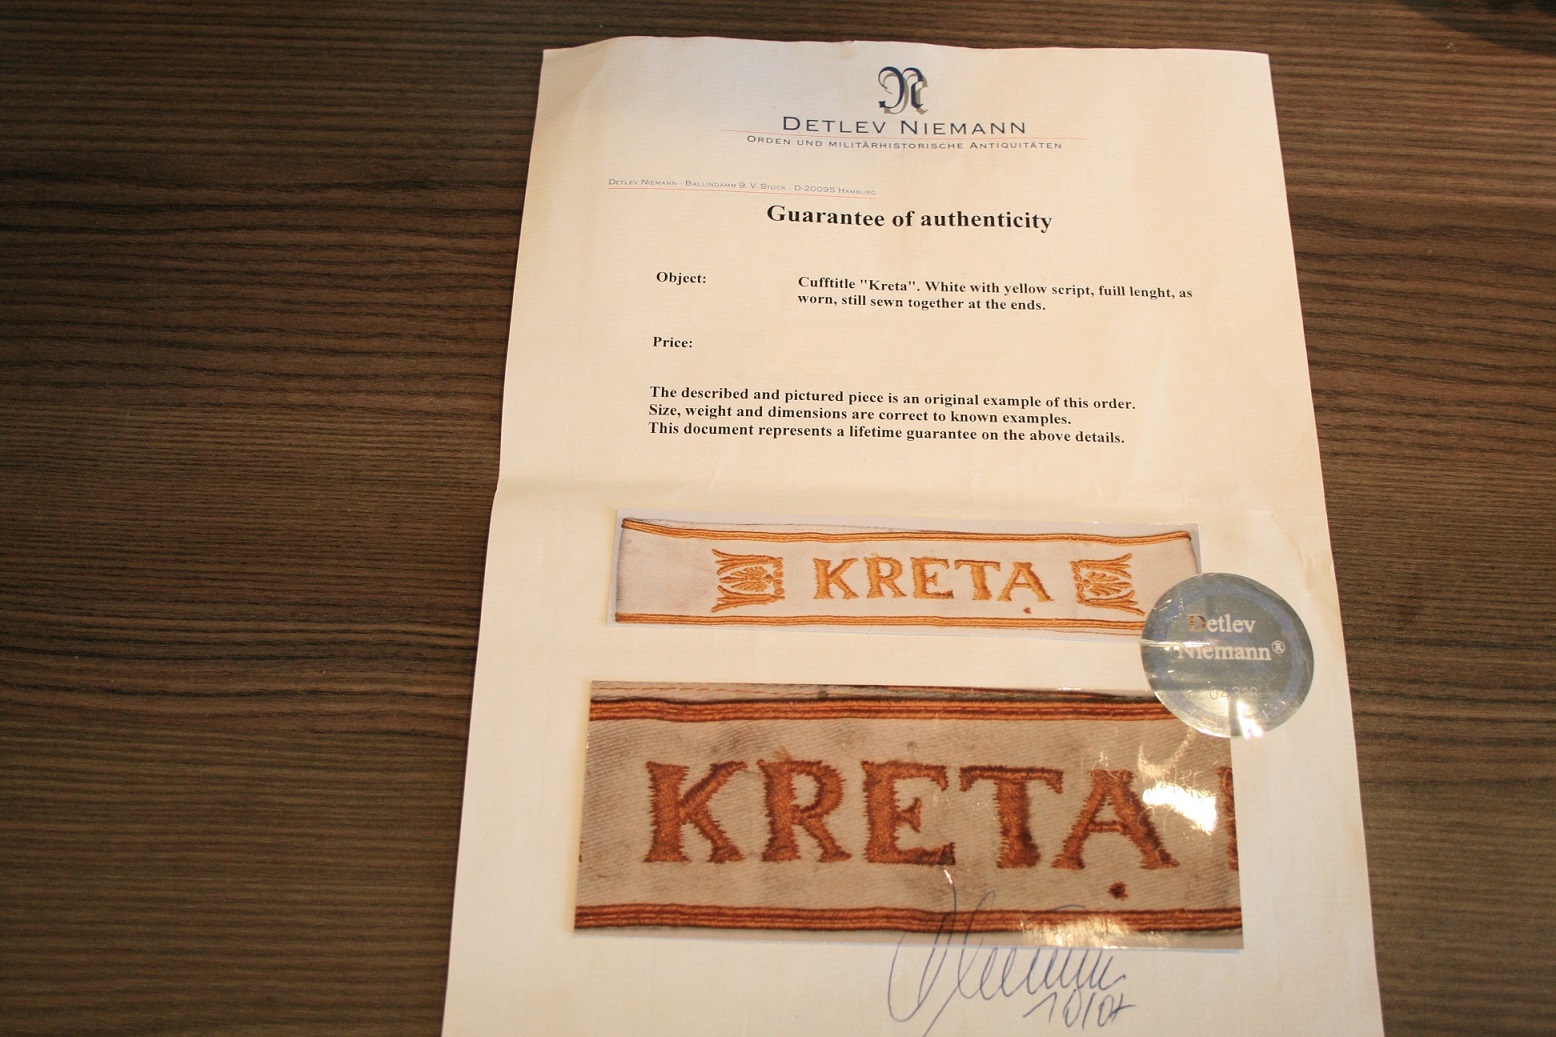 N
DETLEV NIEMANN
ORDEN UND MILITÄRHISTORISCHE ANTIQUITÄTEN
DETLEV NIEMANN · BALLINDAMM 9, V. STOCK · D-20095 HAMBURG
Guarantee of authenticity
Object: Cufftitle "Kreta". White with yellow script, fuill lenght, as
worn, still sewn together at the ends.
Price:
The described and pictured piece is an original example of this order.
Size, weight and dimensions are correct to known examples.
This document represents a lifetime guarantee on the above details.
KRETA
Detlev
Niemann®
KRETA
10/07